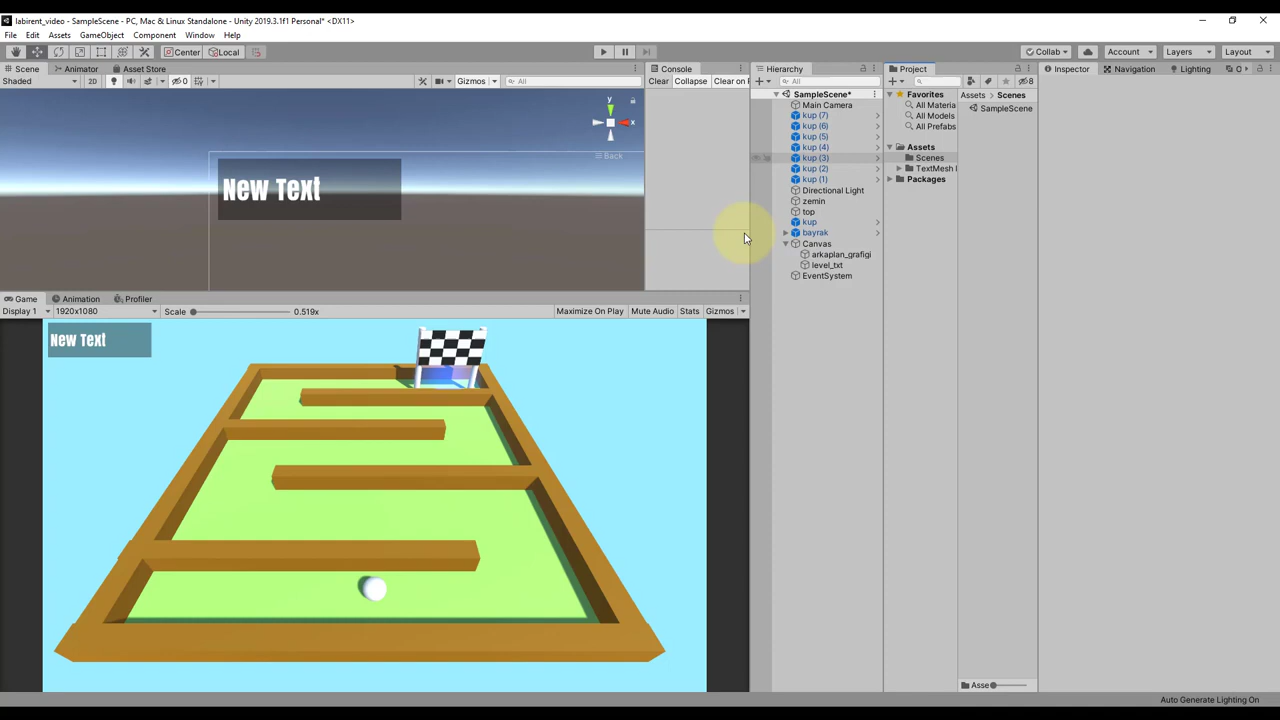 labirent_video - SampleScene - PC, Mac & Linux Standalone - Unity 2019.3.1f1 Personal* <DX11>
File Edit Assets GameObject Component Window Help
Center Local Collab Account Layers Layout
Scene Animator Asset Store
Shaded 2D 0 Gizmos All
y
x
Back
New Text
Console
Clear Collapse Clear on
Hierarchy
All
SampleScene*
Main Camera
kup (7)
kup (6)
kup (5)
kup (4)
kup (3)
kup (2)
kup (1)
Directional Light
zemin
top
kup
bayrak
Canvas
arkaplan_grafigi
level_txt
EventSystem
Project
8
Favorites
All Materia
All Models
All Prefabs
Assets
Scenes
TextMesh
Packages
Assets Scenes
SampleScene
Asse
Inspector Navigation Lighting O
Game Animation Profiler
Display 1 1920x1080 Scale 0.519x Maximize On Play Mute Audio Stats Gizmos
New Text
Auto Generate Lighting On